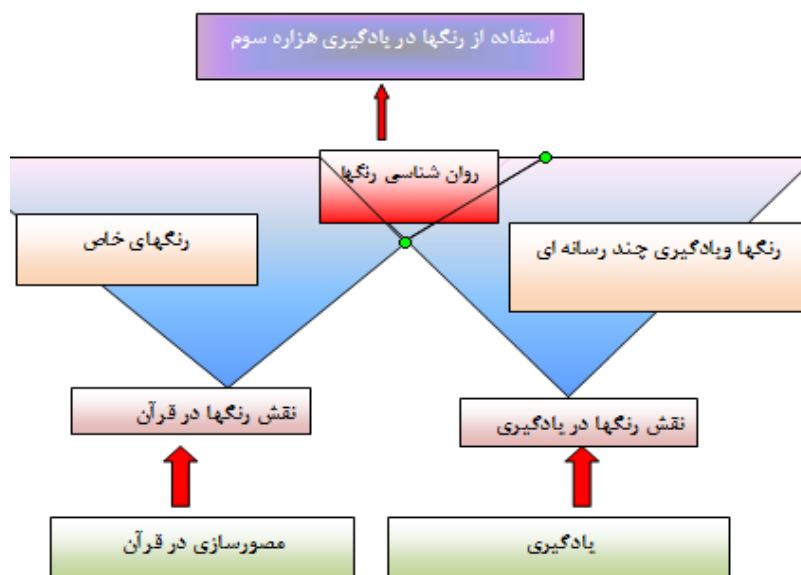 استفاده از رنگها در یادگیری هزاره سوم
روان شناسی رنگها
رنگها ویادگیری چند رسانه ای
رنگهای خاص
نقش رنگها در یادگیری
نقش رنگها در قرآن
یادگیری
مصورسازی در قرآن